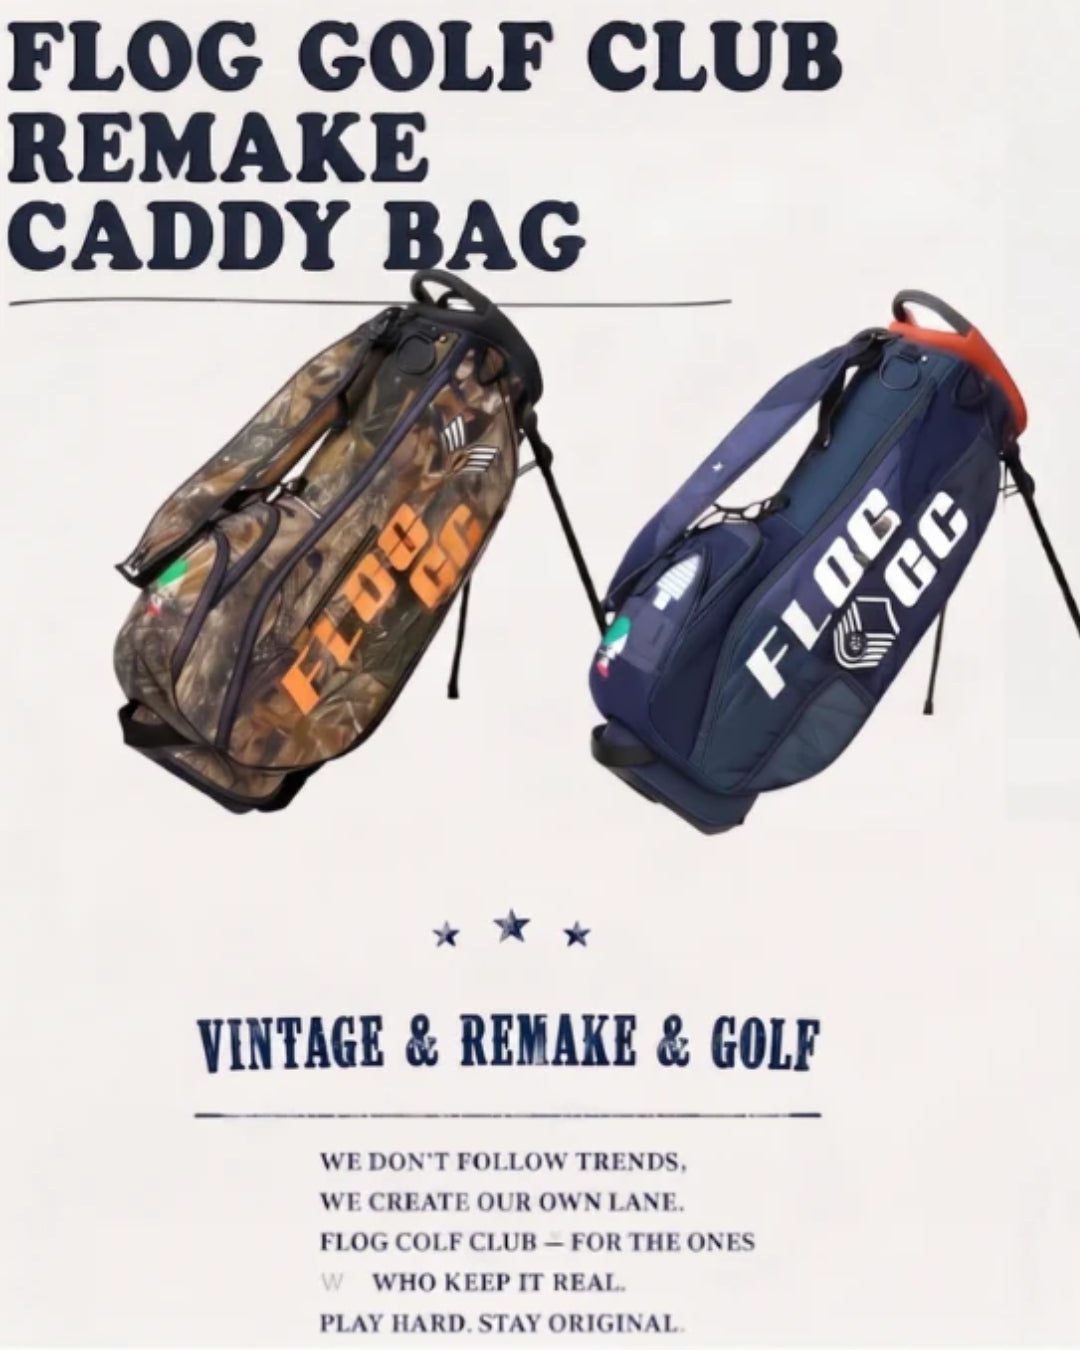 FLOG GOLF CLUB
REMAKE
CADDY BAG
FLOG
GC
FLOG
GC
VINTAGE & REMAKE & GOLF
WE DON'T FOLLOW TRENDS,
WE CREATE OUR OWN LANE.
FLOG COLF CLUB — FOR THE ONES
W WHO KEEP IT REAL.
PLAY HARD. STAY ORIGINAL.